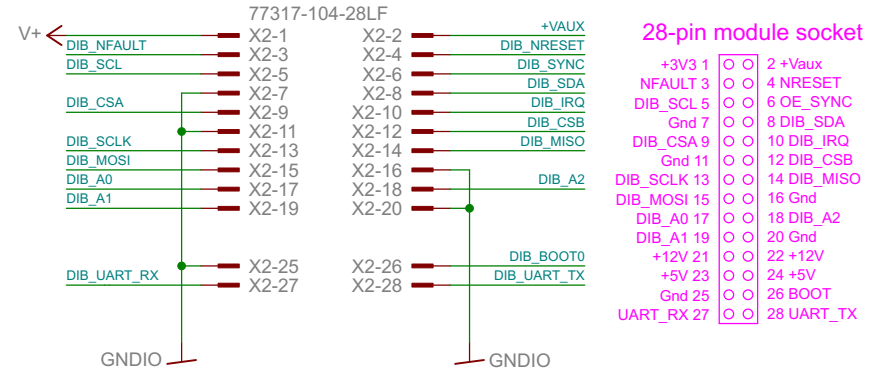 77317-104-28LF
V+
X2-1
X2-2
+VAUX
DIB_NFAULT
X2-3
X2-4
DIB_NRESET
DIB_SCL
X2-5
X2-6
DIB_SYNC
X2-7
X2-8
DIB_SDA
DIB_CSA
X2-9
X2-10
DIB_IRQ
X2-11
X2-12
DIB_CSB
DIB_SCLK
X2-13
X2-14
DIB_MISO
DIB_MOSI
X2-15
X2-16
DIB_A0
X2-17
X2-18
DIB_A2
DIB_A1
X2-19
X2-20
X2-25
X2-26
DIB_BOOT0
DIB_UART_RX
X2-27
X2-28
DIB_UART_TX
GNDIO
GNDIO
28-pin module socket
+3V3 1 2 +Vaux
NFAULT 3 4 NRESET
DIB_SCL 5 6 OE_SYNC
Gnd 7 8 DIB_SDA
DIB_CSA 9 10 DIB_IRQ
Gnd 11 12 DIB_CSB
DIB_SCLK 13 14 DIB_MISO
DIB_MOSI 15 16 Gnd
DIB_A0 17 18 DIB_A2
DIB_A1 19 20 Gnd
+12V 21 22 +12V
+5V 23 24 +5V
Gnd 25 26 BOOT
UART_RX 27 28 UART_TX